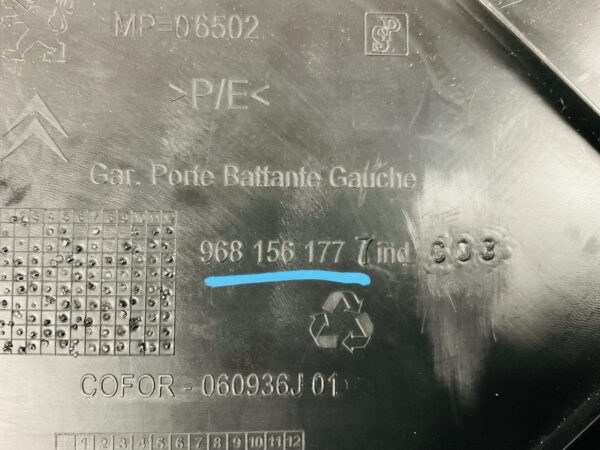 MP=06502
>P/E<
Gar. Porte Battante Gauche
968 156 177 7 ind 003
COFOR - 060936J 01
1 2 3 4 5 6 7 8 9 10 11 12